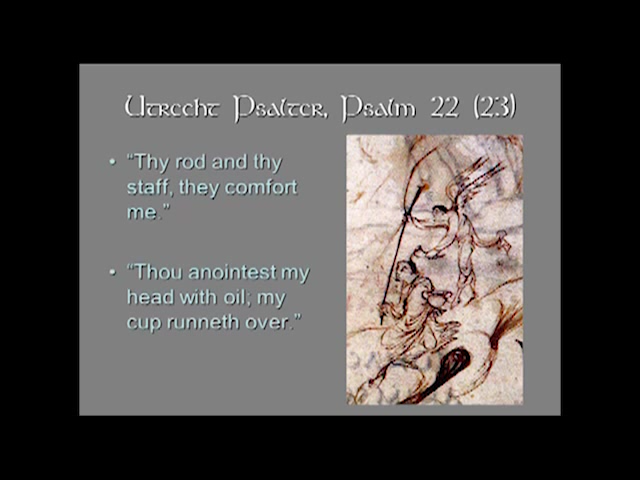 Utrecht Psalter, Psalm 22 (23)
• “Thy rod and thy
staff, they comfort
me.”
• “Thou anointest my
head with oil; my
cup runneth over.”